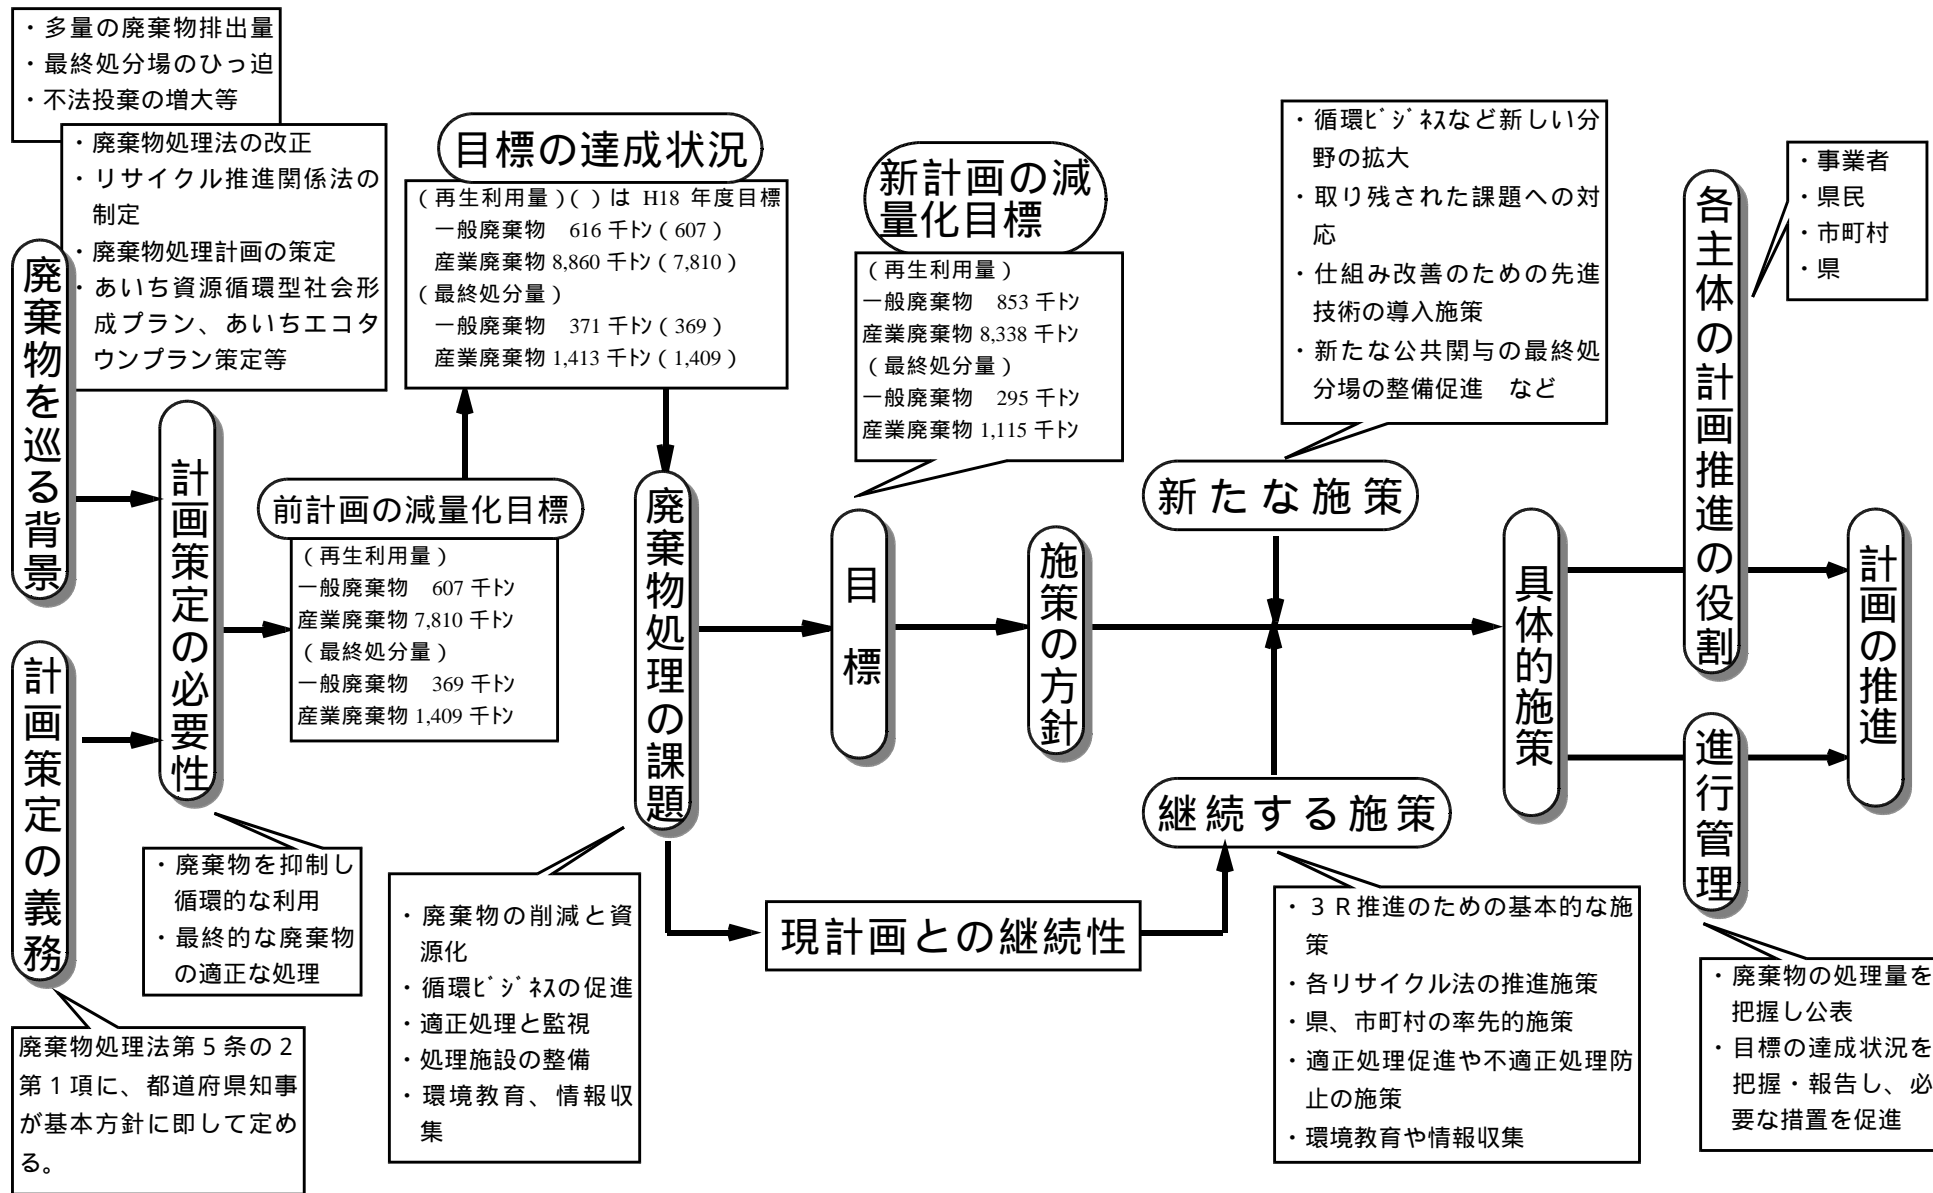 ・多量の廃棄物排出量
・最終処分場のひっ迫
・不法投棄の増大等
・廃棄物処理法の改正
・リサイクル推進関係法の
制定
・廃棄物処理計画の策定
・あいち資源循環型社会形
成プラン、あいちエコタ
ウンプラン策定等
廃棄物を巡る背景
計画策定の義務
廃棄物処理法第5条の2
第1項に、都道府県知事
が基本方針に即して定め
る。
計画策定の必要性
・廃棄物を抑制し
循環的な利用
・最終的な廃棄物
の適正な処理
前計画の減量化目標
（再生利用量）
一般廃棄物 607 千トン
産業廃棄物 7,810 千トン
（最終処分量）
一般廃棄物 369 千トン
産業廃棄物 1,409 千トン
目標の達成状況
（再生利用量）（ ）は H18 年度目標
一般廃棄物 616 千トン（607）
産業廃棄物 8,860 千トン（7,810）
（最終処分量）
一般廃棄物 371 千トン（369）
産業廃棄物 1,413 千トン（1,409）
廃棄物処理の課題
・廃棄物の削減と資
源化
・循環ﾋﾞｼﾞﾈｽの促進
・適正処理と監視
・処理施設の整備
・環境教育、情報収
集
現計画との継続性
新計画の減
量化目標
（再生利用量）
一般廃棄物 853 千トン
産業廃棄物 8,338 千トン
（最終処分量）
一般廃棄物 295 千トン
産業廃棄物 1,115 千トン
目標
施策の方針
・循環ﾋﾞｼﾞﾈｽなど新しい分
野の拡大
・取り残された課題への対
応
・仕組み改善のための先進
技術の導入施策
・新たな公共関与の最終処
分場の整備促進 など
新たな施策
継続する施策
・３Ｒ推進のための基本的な施
策
・各リサイクル法の推進施策
・県、市町村の率先的施策
・適正処理促進や不適正処理防
止の施策
・環境教育や情報収集
具体的施策
各主体の計画推進の役割
・事業者
・県民
・市町村
・県
進行管理
・廃棄物の処理量を
把握し公表
・目標の達成状況を
把握・報告し、必
要な措置を促進
計画の推進